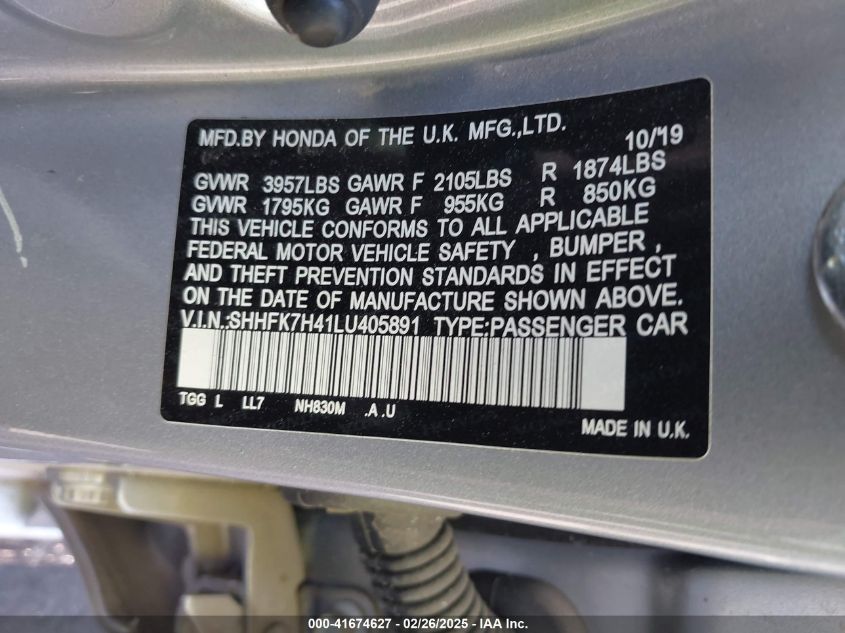 MFD.BY HONDA OF THE U.K. MFG.,LTD. 10/19
GVWR 3957LBS GAWR F 2105LBS R 1874LBS
GVWR 1795KG GAWR F 955KG R 850KG
THIS VEHICLE CONFORMS TO ALL APPLICABLE
FEDERAL MOTOR VEHICLE SAFETY , BUMPER ,
AND THEFT PREVENTION STANDARDS IN EFFECT
ON THE DATE OF MANUFACTURE SHOWN ABOVE.
V.I.N.:SHHFK7H41LU405891 TYPE:PASSENGER CAR
TGG L LL7 NH830M .A .U
MADE IN U.K.
000-41674627 - 02/26/2025 - IAA Inc.